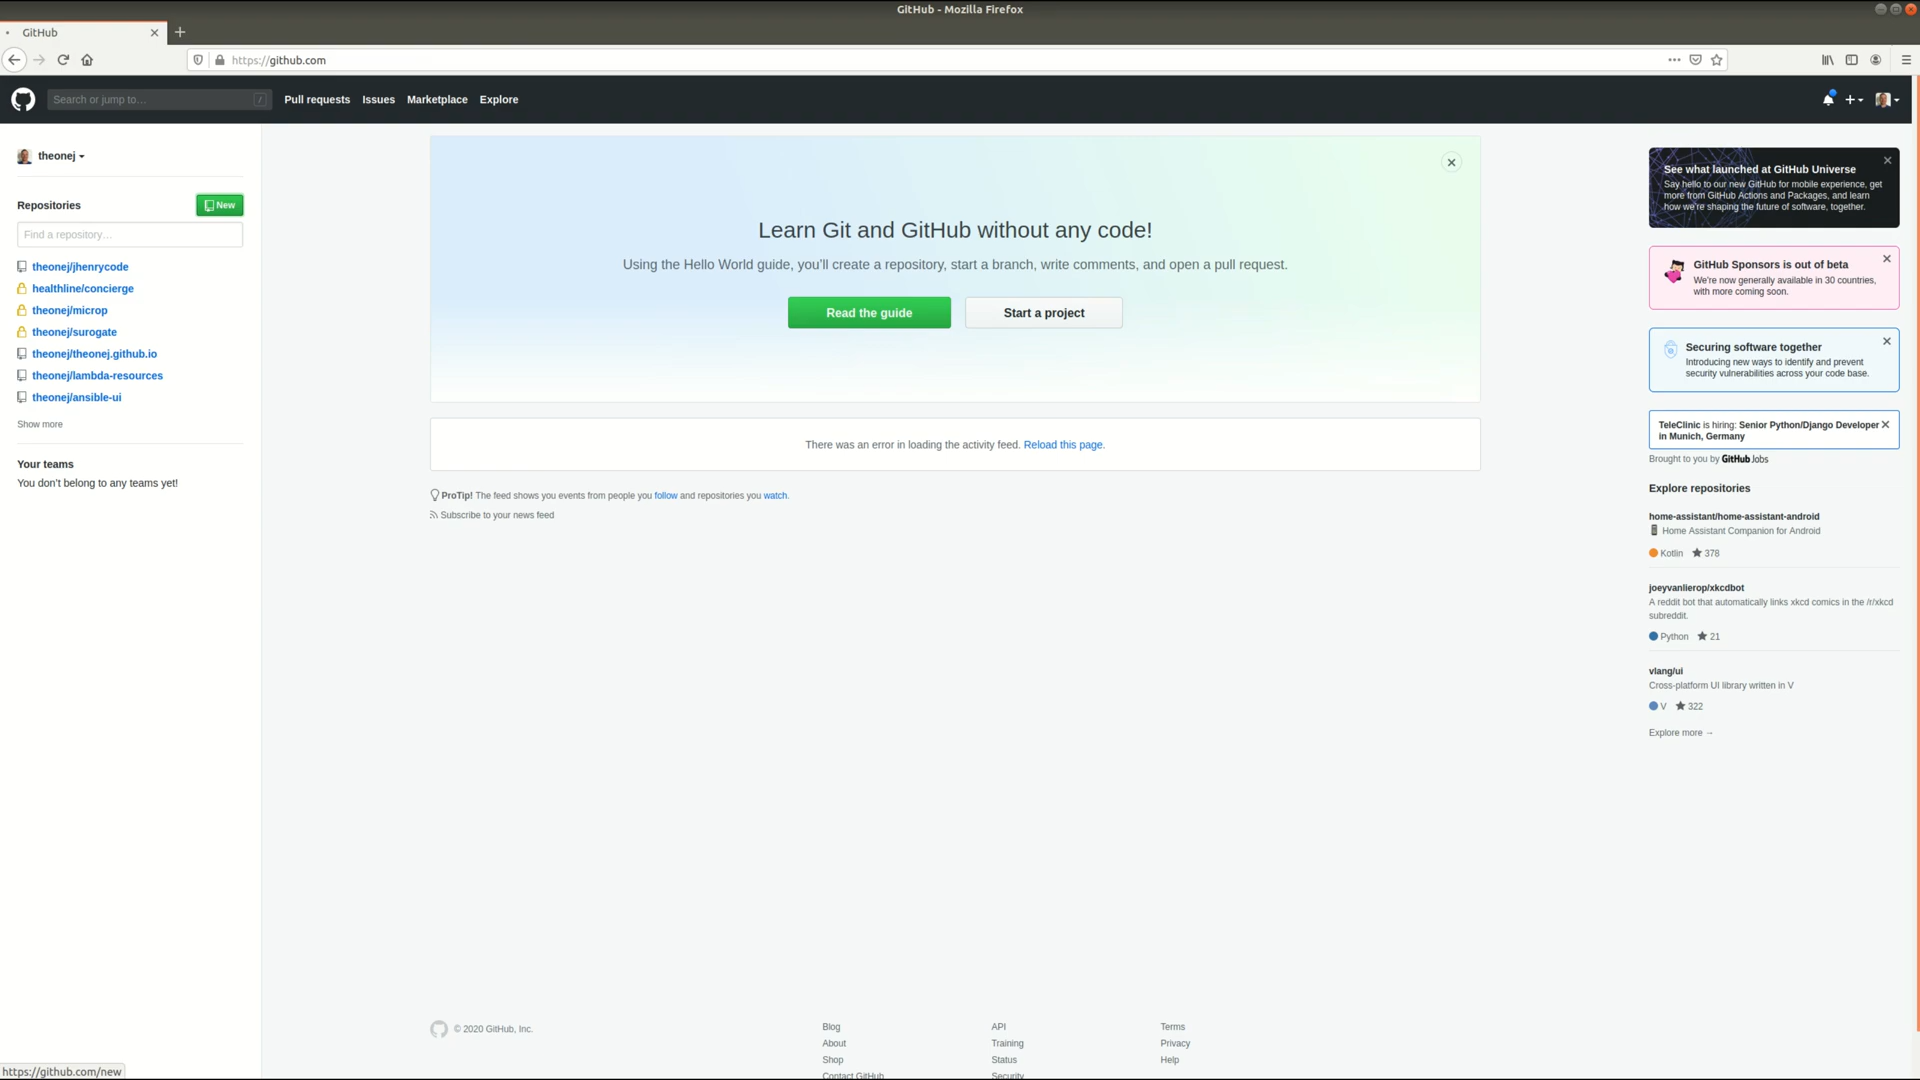 GitHub - Mozilla Firefox
GitHub
https://github.com
Search or jump to…
/
Pull requests
Issues
Marketplace
Explore
theonej
Repositories
New
Find a repository…
theonej/jhenrycode
healthline/concierge
theonej/microp
theonej/surogate
theonej/theonej.github.io
theonej/lambda-resources
theonej/ansible-ui
Show more
Your teams
You don’t belong to any teams yet!
Learn Git and GitHub without any code!
Using the Hello World guide, you’ll create a repository, start a branch, write comments, and open a pull request.
Read the guide
Start a project
There was an error in loading the activity feed. Reload this page.
ProTip! The feed shows you events from people you follow and repositories you watch.
Subscribe to your news feed
See what launched at GitHub Universe
Say hello to our new GitHub for mobile experience, get
more from GitHub Actions and Packages, and learn
how we’re shaping the future of software, together.
GitHub Sponsors is out of beta
We’re now generally available in 30 countries,
with more coming soon.
Securing software together
Introducing new ways to identify and prevent
security vulnerabilities across your code base.
TeleClinic is hiring: Senior Python/Django Developer
in Munich, Germany
Brought to you by GitHub Jobs
Explore repositories
home-assistant/home-assistant-android
Home Assistant Companion for Android
Kotlin 378
joeyvanlierop/xkcdbot
A reddit bot that automatically links xkcd comics in the /r/xkcd
subreddit.
Python 21
vlang/ui
Cross-platform UI library written in V
V 322
Explore more →
© 2020 GitHub, Inc.
Blog
About
Shop
Contact GitHub
API
Training
Status
Security
Terms
Privacy
Help
https://github.com/new